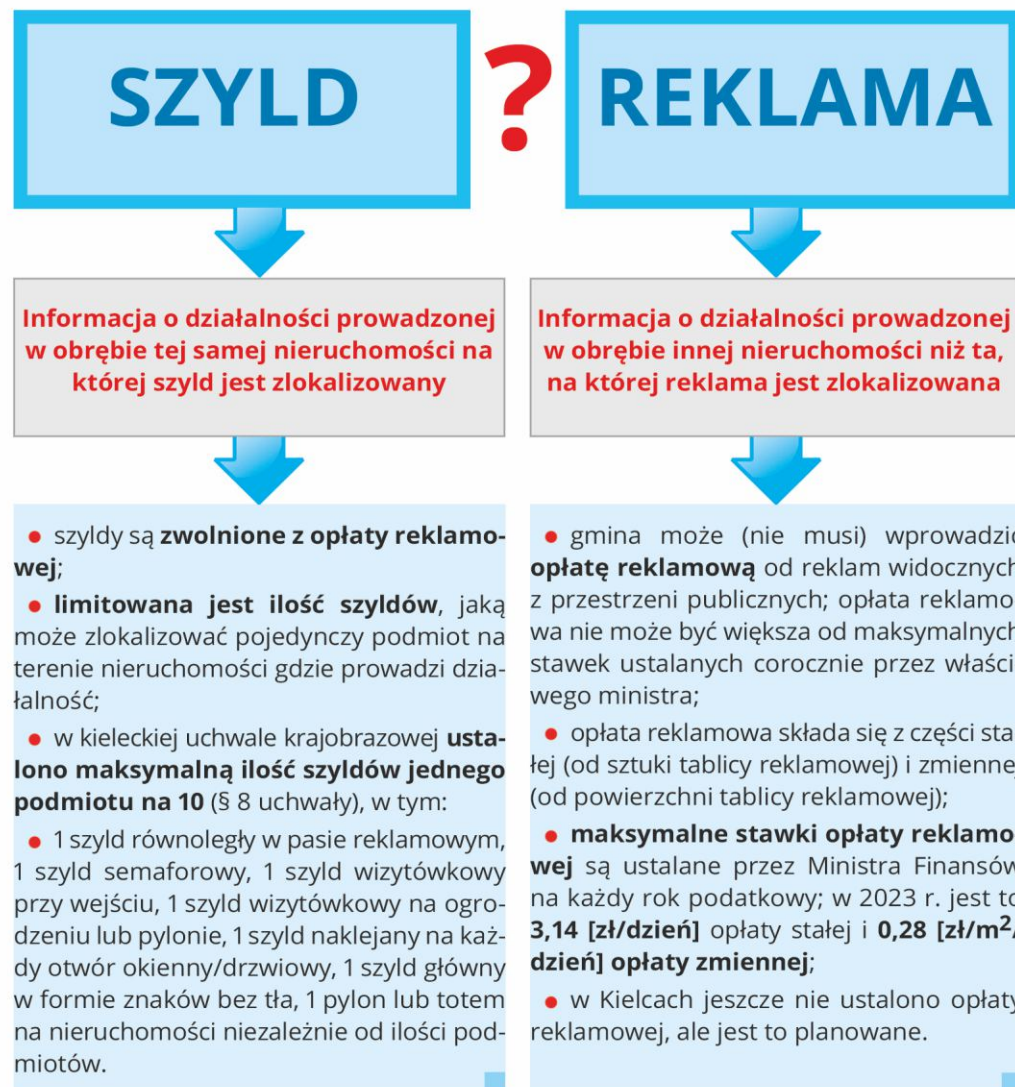 SZYLD
?
REKLAMA
Informacja o działalności prowadzonej
w obrębie tej samej nieruchomości na
której szyld jest zlokalizowany
Informacja o działalności prowadzonej
w obrębie innej nieruchomości niż ta,
na której reklama jest zlokalizowana
• szyldy są zwolnione z opłaty reklamo-
wej;
• limitowana jest ilość szyldów, jaką
może zlokalizować pojedynczy podmiot na
terenie nieruchomości gdzie prowadzi dzia-
łalność;
• w kieleckiej uchwale krajobrazowej usta-
lono maksymalną ilość szyldów jednego
podmiotu na 10 (§ 8 uchwały), w tym:
• 1 szyld równoległy w pasie reklamowym,
1 szyld semaforowy, 1 szyld wizytówkowy
przy wejściu, 1 szyld wizytówkowy na ogro-
dzeniu lub pylonie, 1 szyld naklejany na każ-
dy otwór okienny/drzwiowy, 1 szyld główny
w formie znaków bez tła, 1 pylon lub totem
na nieruchomości niezależnie od ilości pod-
miotów.
• gmina może (nie musi) wprowadzić
opłatę reklamową od reklam widocznych
z przestrzeni publicznych; opłata reklamo-
wa nie może być większa od maksymalnych
stawek ustalanych corocznie przez właści-
wego ministra;
• opłata reklamowa składa się z części sta-
łej (od sztuki tablicy reklamowej) i zmiennej
(od powierzchni tablicy reklamowej);
• maksymalne stawki opłaty reklamo-
wej są ustalane przez Ministra Finansów
na każdy rok podatkowy; w 2023 r. jest to
3,14 [zł/dzień] opłaty stałej i 0,28 [zł/m²/
dzień] opłaty zmiennej;
• w Kielcach jeszcze nie ustalono opłaty
reklamowej, ale jest to planowane.